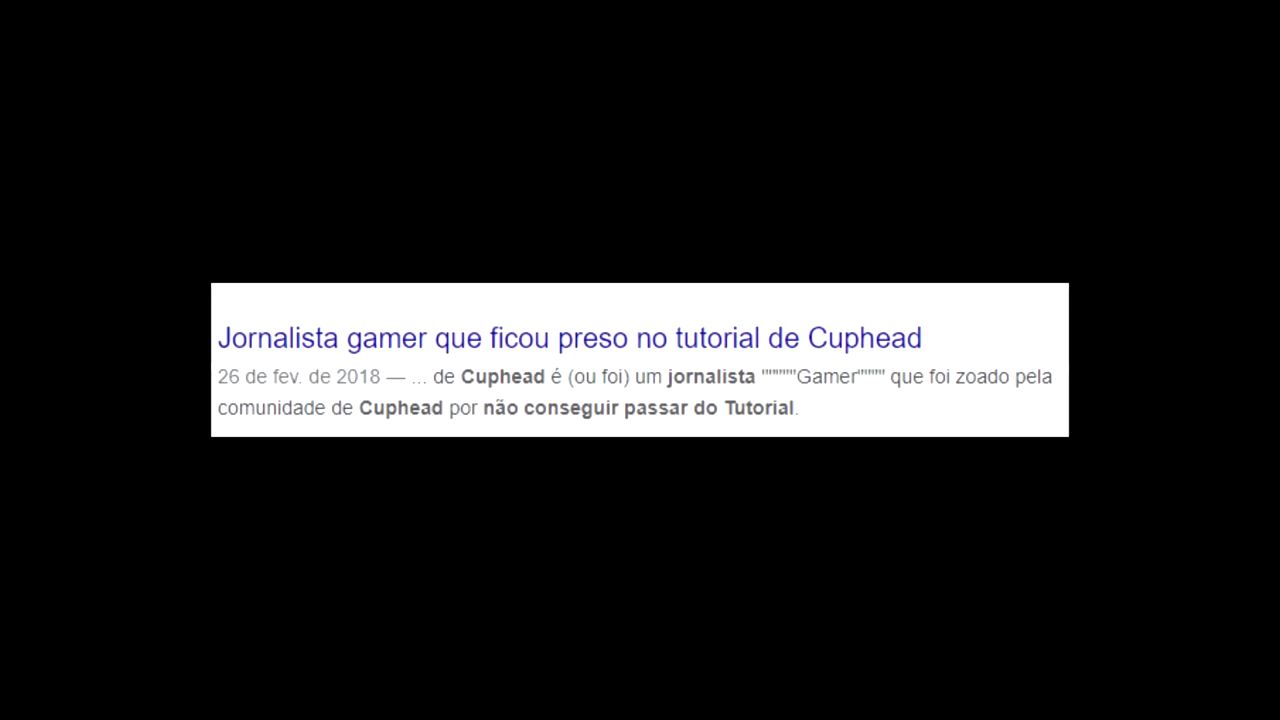 Jornalista gamer que ficou preso no tutorial de Cuphead
26 de fev. de 2018 — ... de Cuphead é (ou foi) um jornalista """"""Gamer""""" que foi zoado pela
comunidade de Cuphead por não conseguir passar do Tutorial.